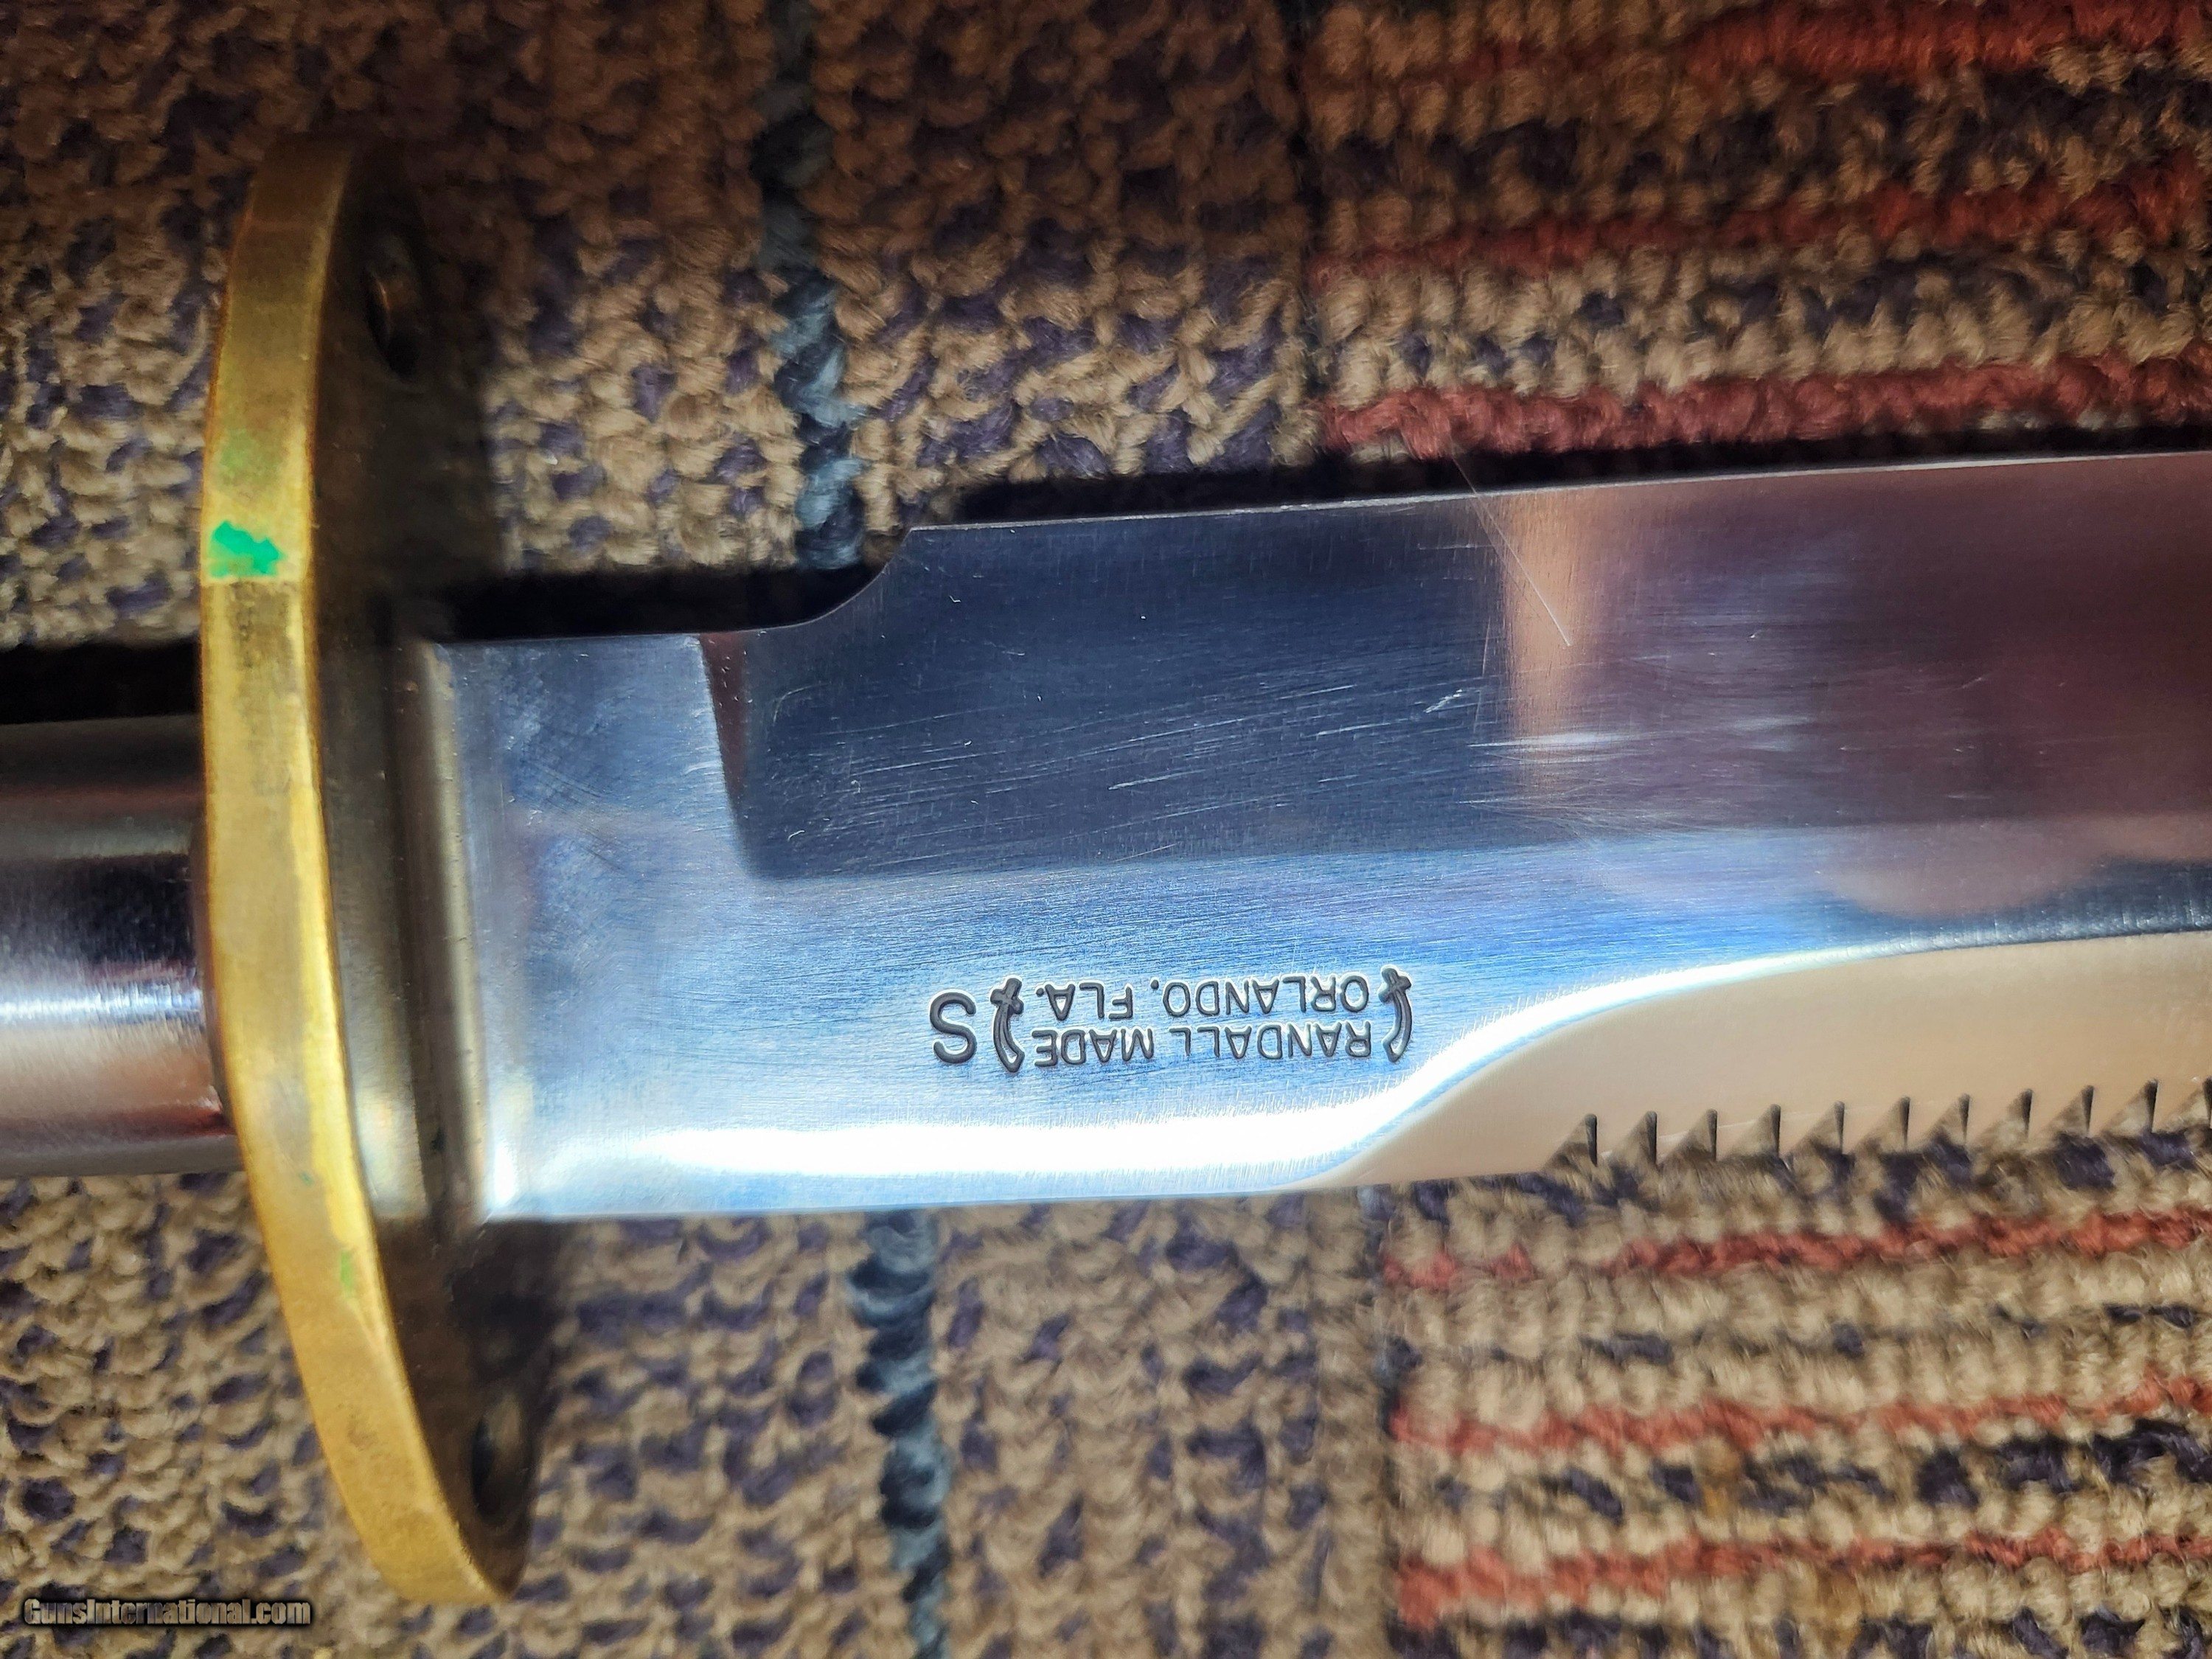 RANDALL MADE
ORLANDO, FLA.
S
GunsInternational.com